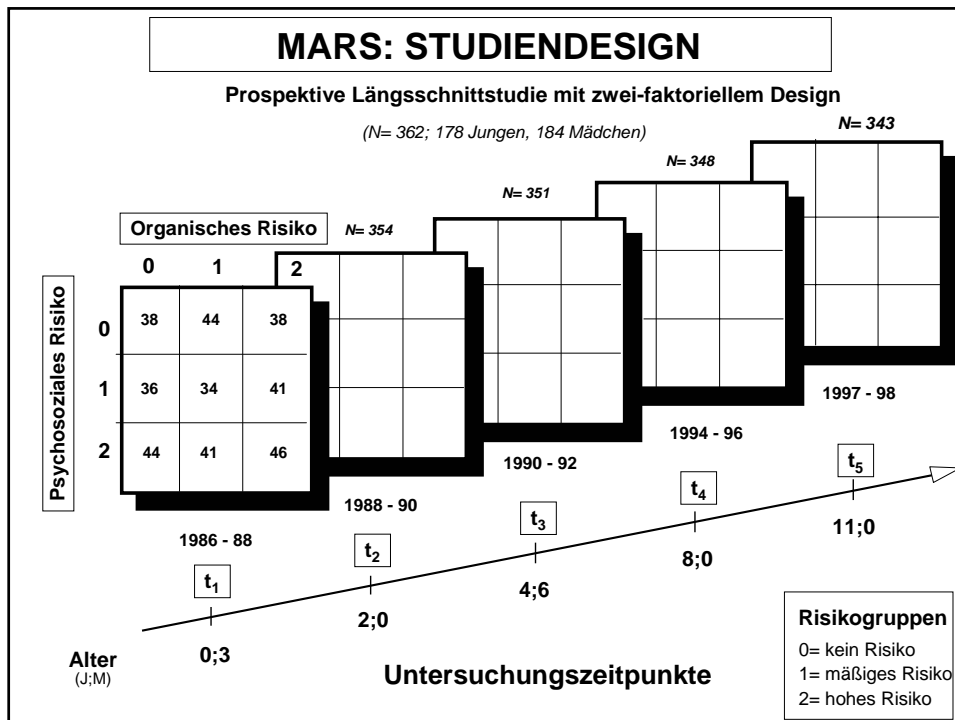 MARS: STUDIENDESIGN
Prospektive Längsschnittstudie mit zwei-faktoriellem Design
(N= 362; 178 Jungen, 184 Mädchen)
N= 343
N= 348
N= 351
N= 354
Organisches Risiko
0 1 2
Psychosoziales Risiko
0 38 44 38
1 36 34 41
2 44 41 46
1986 - 88
1988 - 90
1990 - 92
1994 - 96
1997 - 98
t1
t2
t3
t4
t5
Alter
(J;M)
0;3
2;0
4;6
8;0
11;0
Untersuchungszeitpunkte
Risikogruppen
0= kein Risiko
1= mäßiges Risiko
2= hohes Risiko